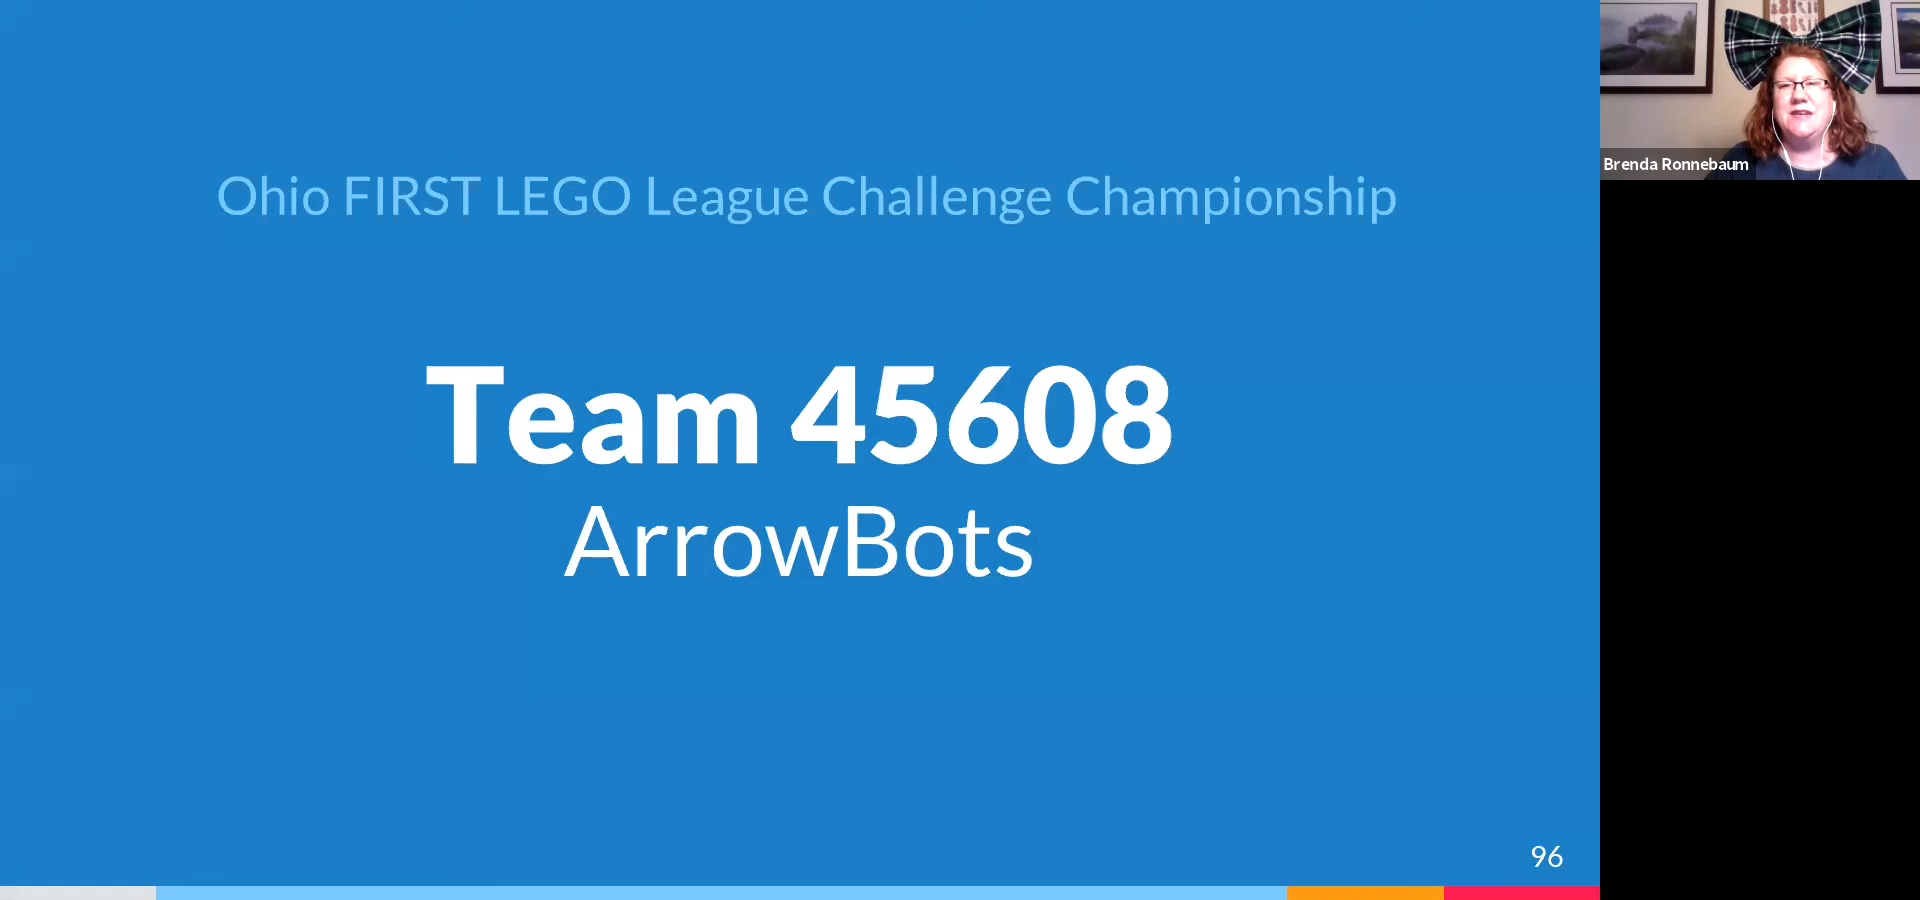 Ohio FIRST LEGO League Challenge Championship
Team 45608
ArrowBots
96
Brenda Ronnebaum